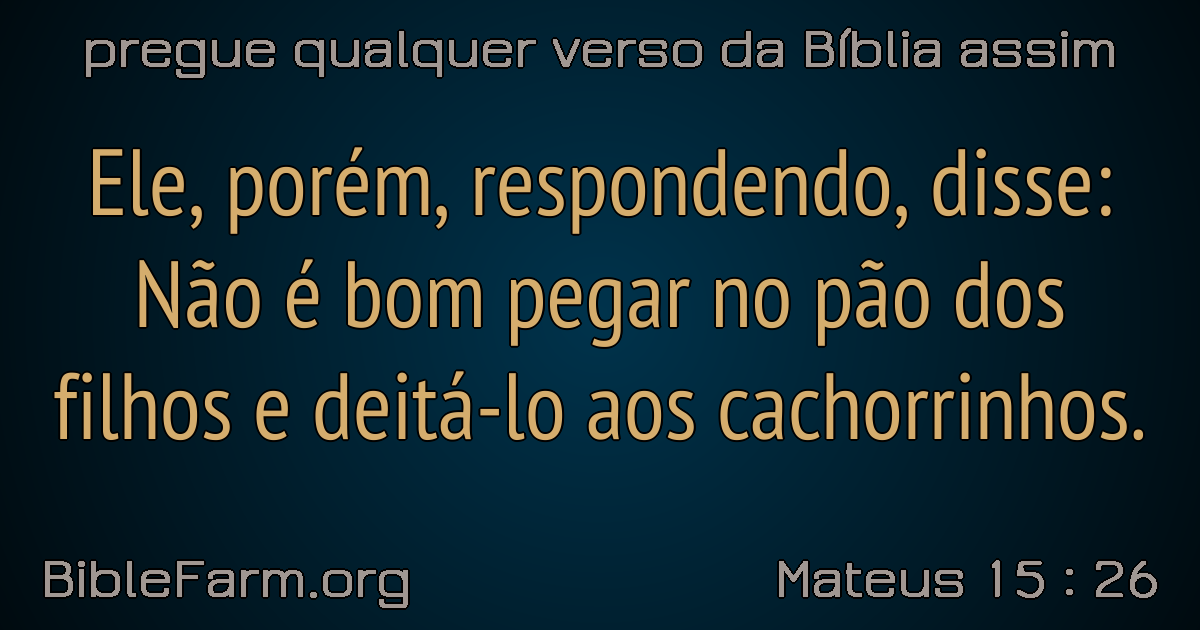 pregue qualquer verso da Bíblia assim
Ele, porém, respondendo, disse:
Não é bom pegar no pão dos
filhos e deitá-lo aos cachorrinhos.
BibleFarm.org
Mateus 15 : 26